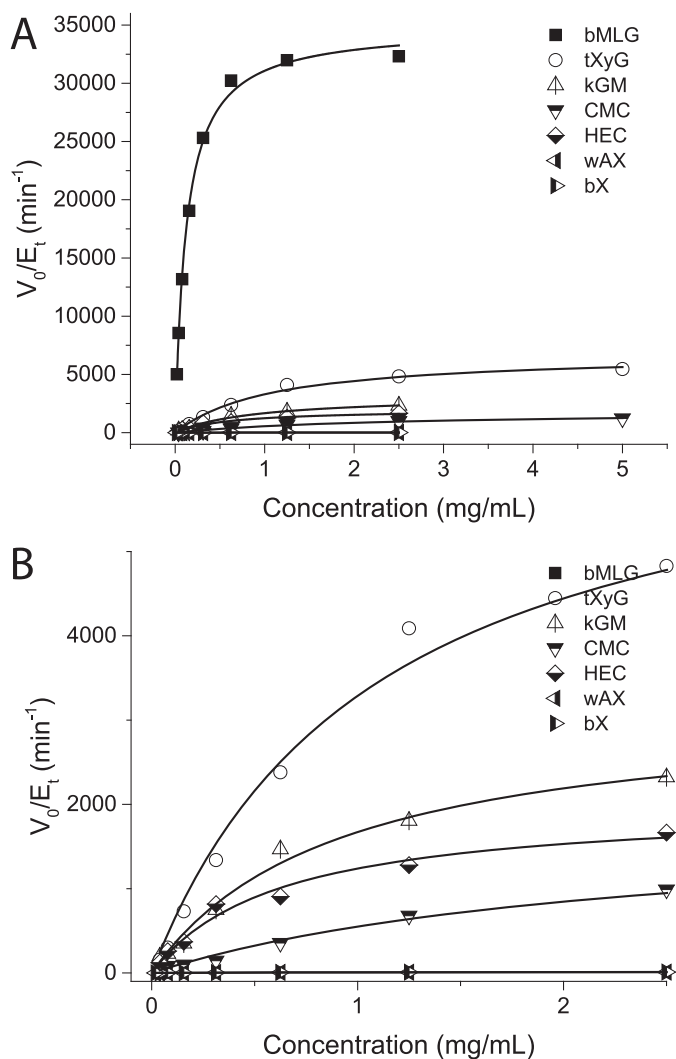 A
35000
30000
25000
20000
15000
10000
5000
0
V₀/Eₜ (min⁻¹)
bMLG
tXyG
kGM
CMC
HEC
wAX
bX
0 1 2 3 4 5
Concentration (mg/mL)
B
4000
2000
0
V₀/Eₜ (min⁻¹)
bMLG
tXyG
kGM
CMC
HEC
wAX
bX
0 1 2
Concentration (mg/mL)